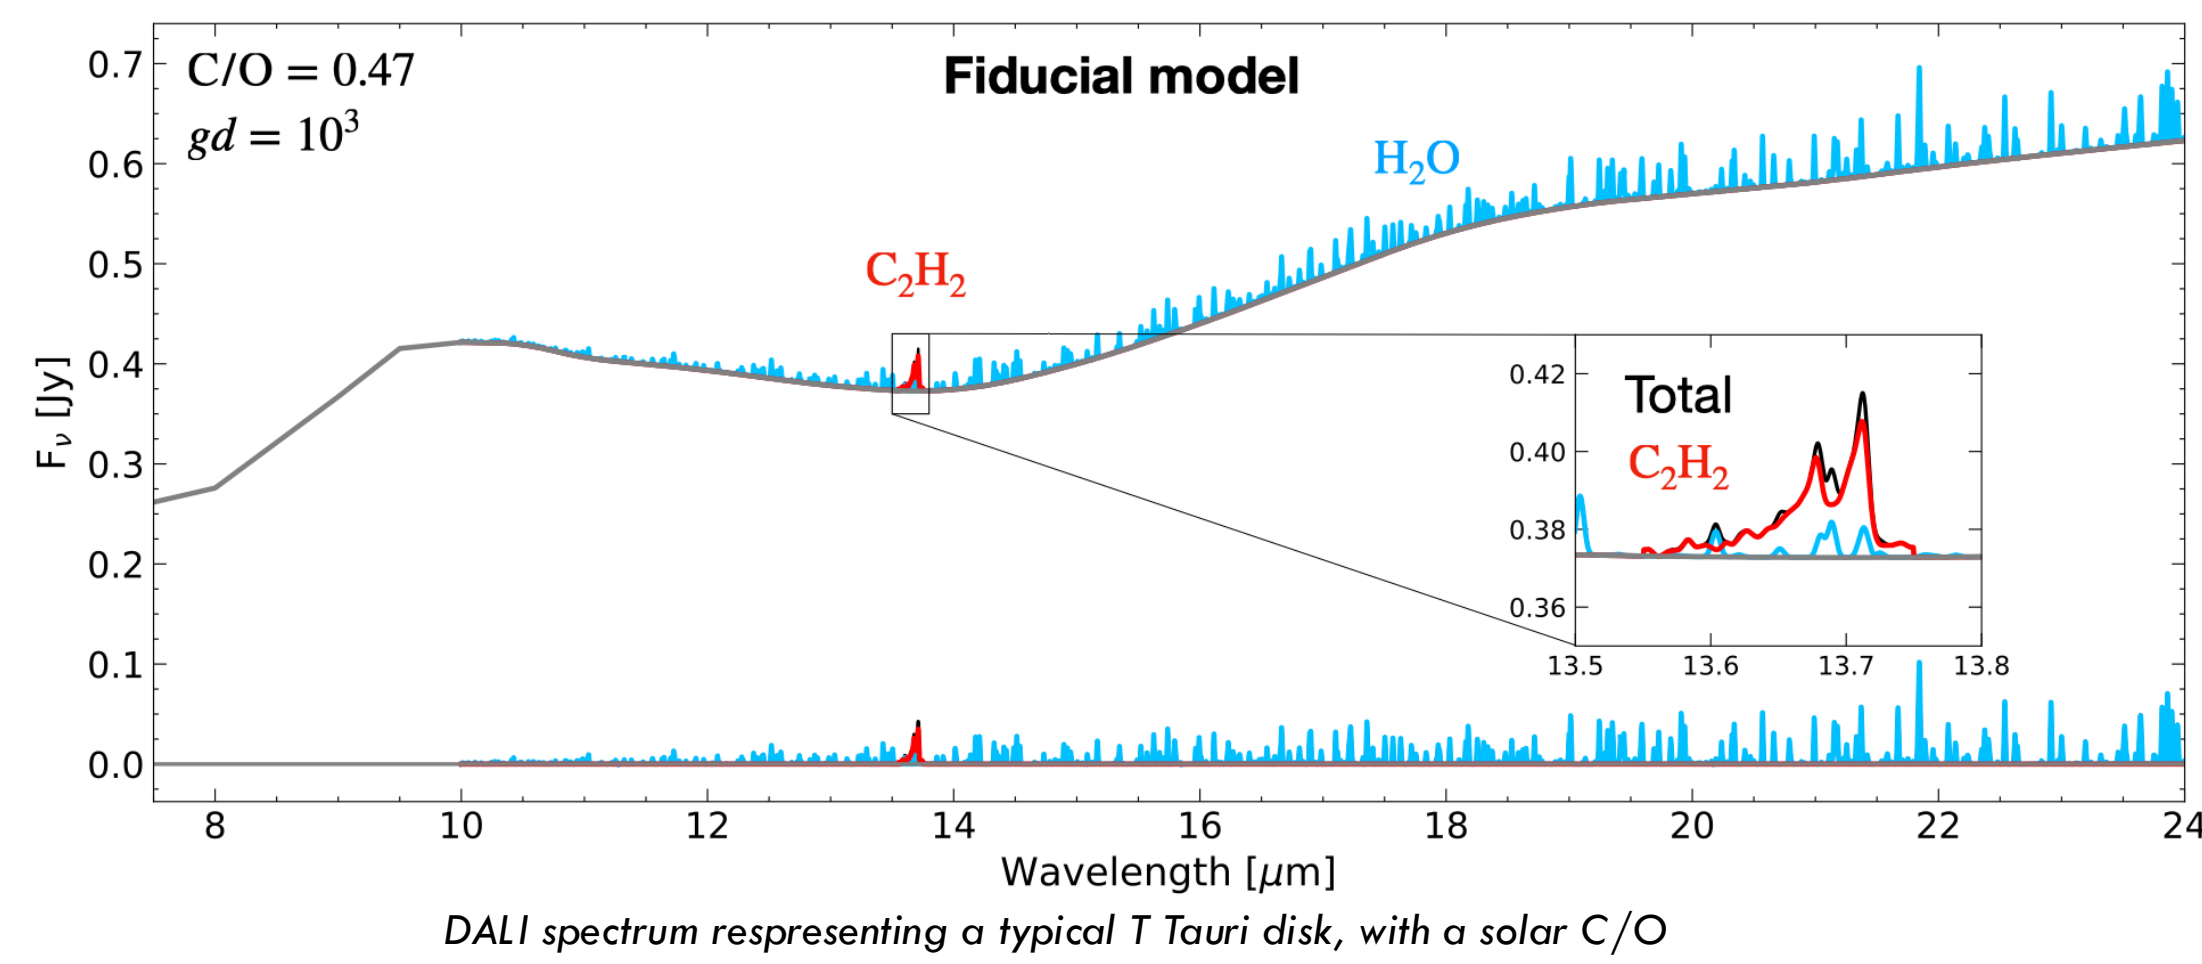 C/O = 0.47
gd = 10³
Fiducial model
H₂O
C₂H₂
Total
C₂H₂
0.42
0.40
0.38
0.36
13.5 13.6 13.7 13.8
0.7
0.6
0.5
0.4
0.3
0.2
0.1
0.0
Fν [Jy]
8 10 12 14 16 18 20 22 24
Wavelength [μm]
DALI spectrum respresenting a typical T Tauri disk, with a solar C/O